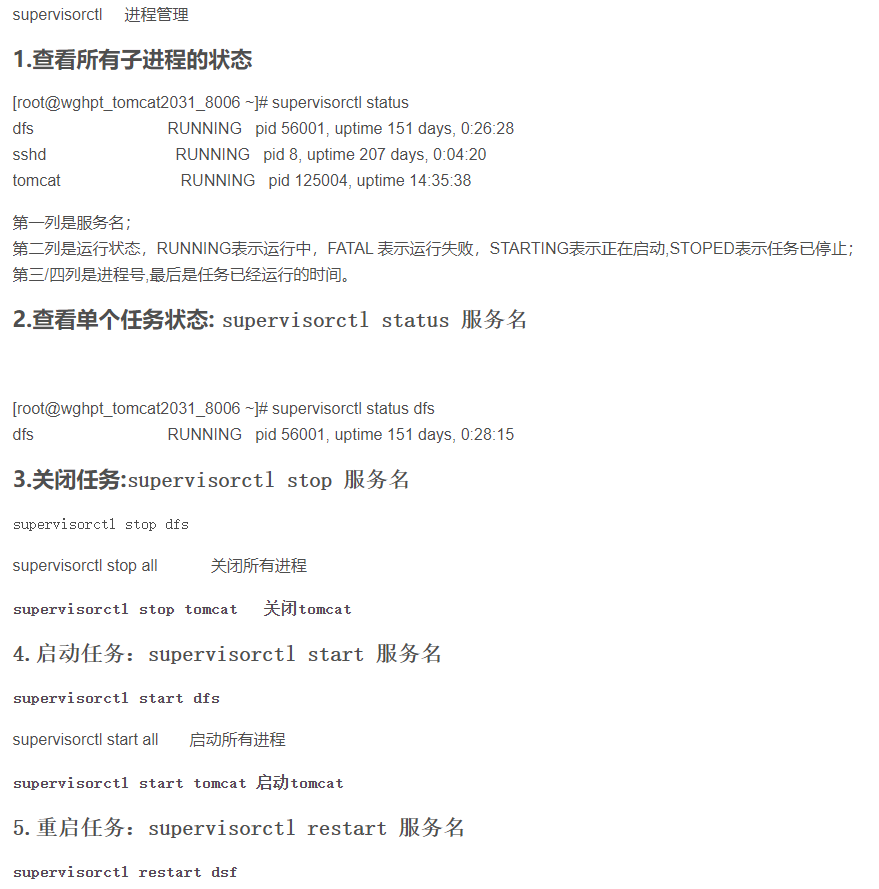 supervisorctl 进程管理
1.查看所有子进程的状态
[root@wghpt_tomcat2031_8006 ~]# supervisorctl status
dfs RUNNING pid 56001, uptime 151 days, 0:26:28
sshd RUNNING pid 8, uptime 207 days, 0:04:20
tomcat RUNNING pid 125004, uptime 14:35:38
第一列是服务名；
第二列是运行状态，RUNNING表示运行中，FATAL 表示运行失败，STARTING表示正在启动,STOPED表示任务已停止；
第三/四列是进程号,最后是任务已经运行的时间。
2.查看单个任务状态: supervisorctl status 服务名
[root@wghpt_tomcat2031_8006 ~]# supervisorctl status dfs
dfs RUNNING pid 56001, uptime 151 days, 0:28:15
3.关闭任务:supervisorctl stop 服务名
supervisorctl stop dfs
supervisorctl stop all 关闭所有进程
supervisorctl stop tomcat 关闭tomcat
4. 启动任务：supervisorctl start 服务名
supervisorctl start dfs
supervisorctl start all 启动所有进程
supervisorctl start tomcat 启动tomcat
5. 重启任务：supervisorctl restart 服务名
supervisorctl restart dsf